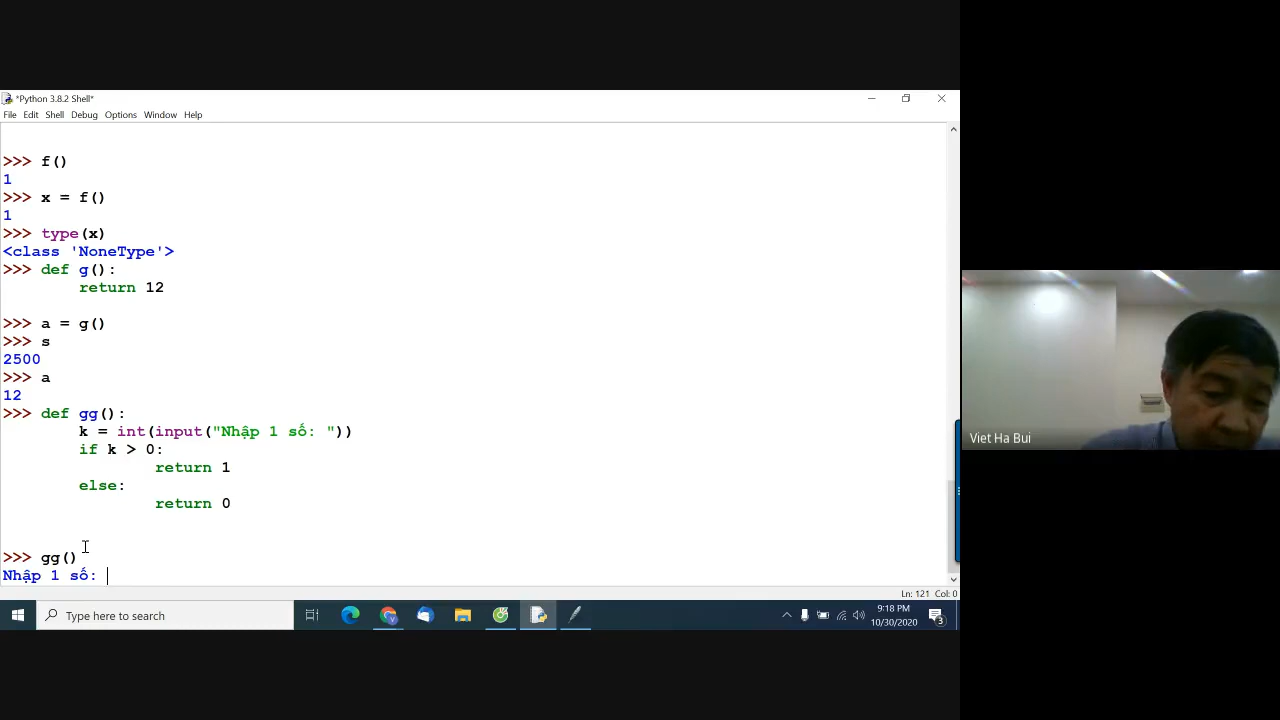 *Python 3.8.2 Shell*
File Edit Shell Debug Options Window Help
>>> f()
1
>>> x = f()
1
>>> type(x)
<class 'NoneType'>
>>> def g():
return 12
>>> a = g()
>>> s
2500
>>> a
12
>>> def gg():
k = int(input("Nhập 1 số: "))
if k > 0:
return 1
else:
return 0
>>> gg()
Nhập 1 số:
Ln: 121 Col: 0
Type here to search
9:18 PM
10/30/2020
3
Viet Ha Bui